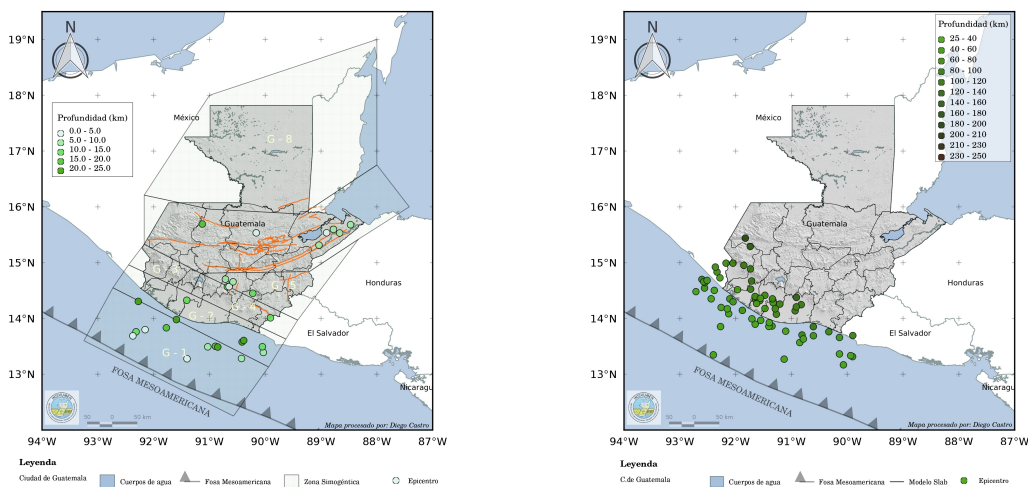 N
19°N
18°N
17°N
16°N
15°N
14°N
13°N
94°W
93°W
92°W
91°W
90°W
89°W
88°W
87°W
Profundidad (km)
0.0 - 5.0
5.0 - 10.0
10.0 - 15.0
15.0 - 20.0
20.0 - 25.0
México
G - 8
Guatemala
Honduras
El Salvador
Nicaragu
G - 1
FOSA MESOAMERICANA
50 0 50 km
Mapa procesado por: Diego Castro
Leyenda
Ciudad de Guatemala
Cuerpos de agua
Fosa Mesoamericana
Zona Simogéntica
Epicentro
N
19°N
18°N
17°N
16°N
15°N
14°N
13°N
94°W
93°W
92°W
91°W
90°W
89°W
88°W
87°W
Profundidad (km)
25 - 40
40 - 60
60 - 80
80 - 100
100 - 120
120 - 140
140 - 160
160 - 180
180 - 200
200 - 210
210 - 230
230 - 250
México
Guatemala
Honduras
El Salvador
Nicaragu
FOSA MESOAMERICANA
50 0 50 km
Mapa procesado por: Diego Castro
Leyenda
C.de Guatemala
Cuerpos de agua
Fosa Mesoamericana
Modelo Slab
Epicentro